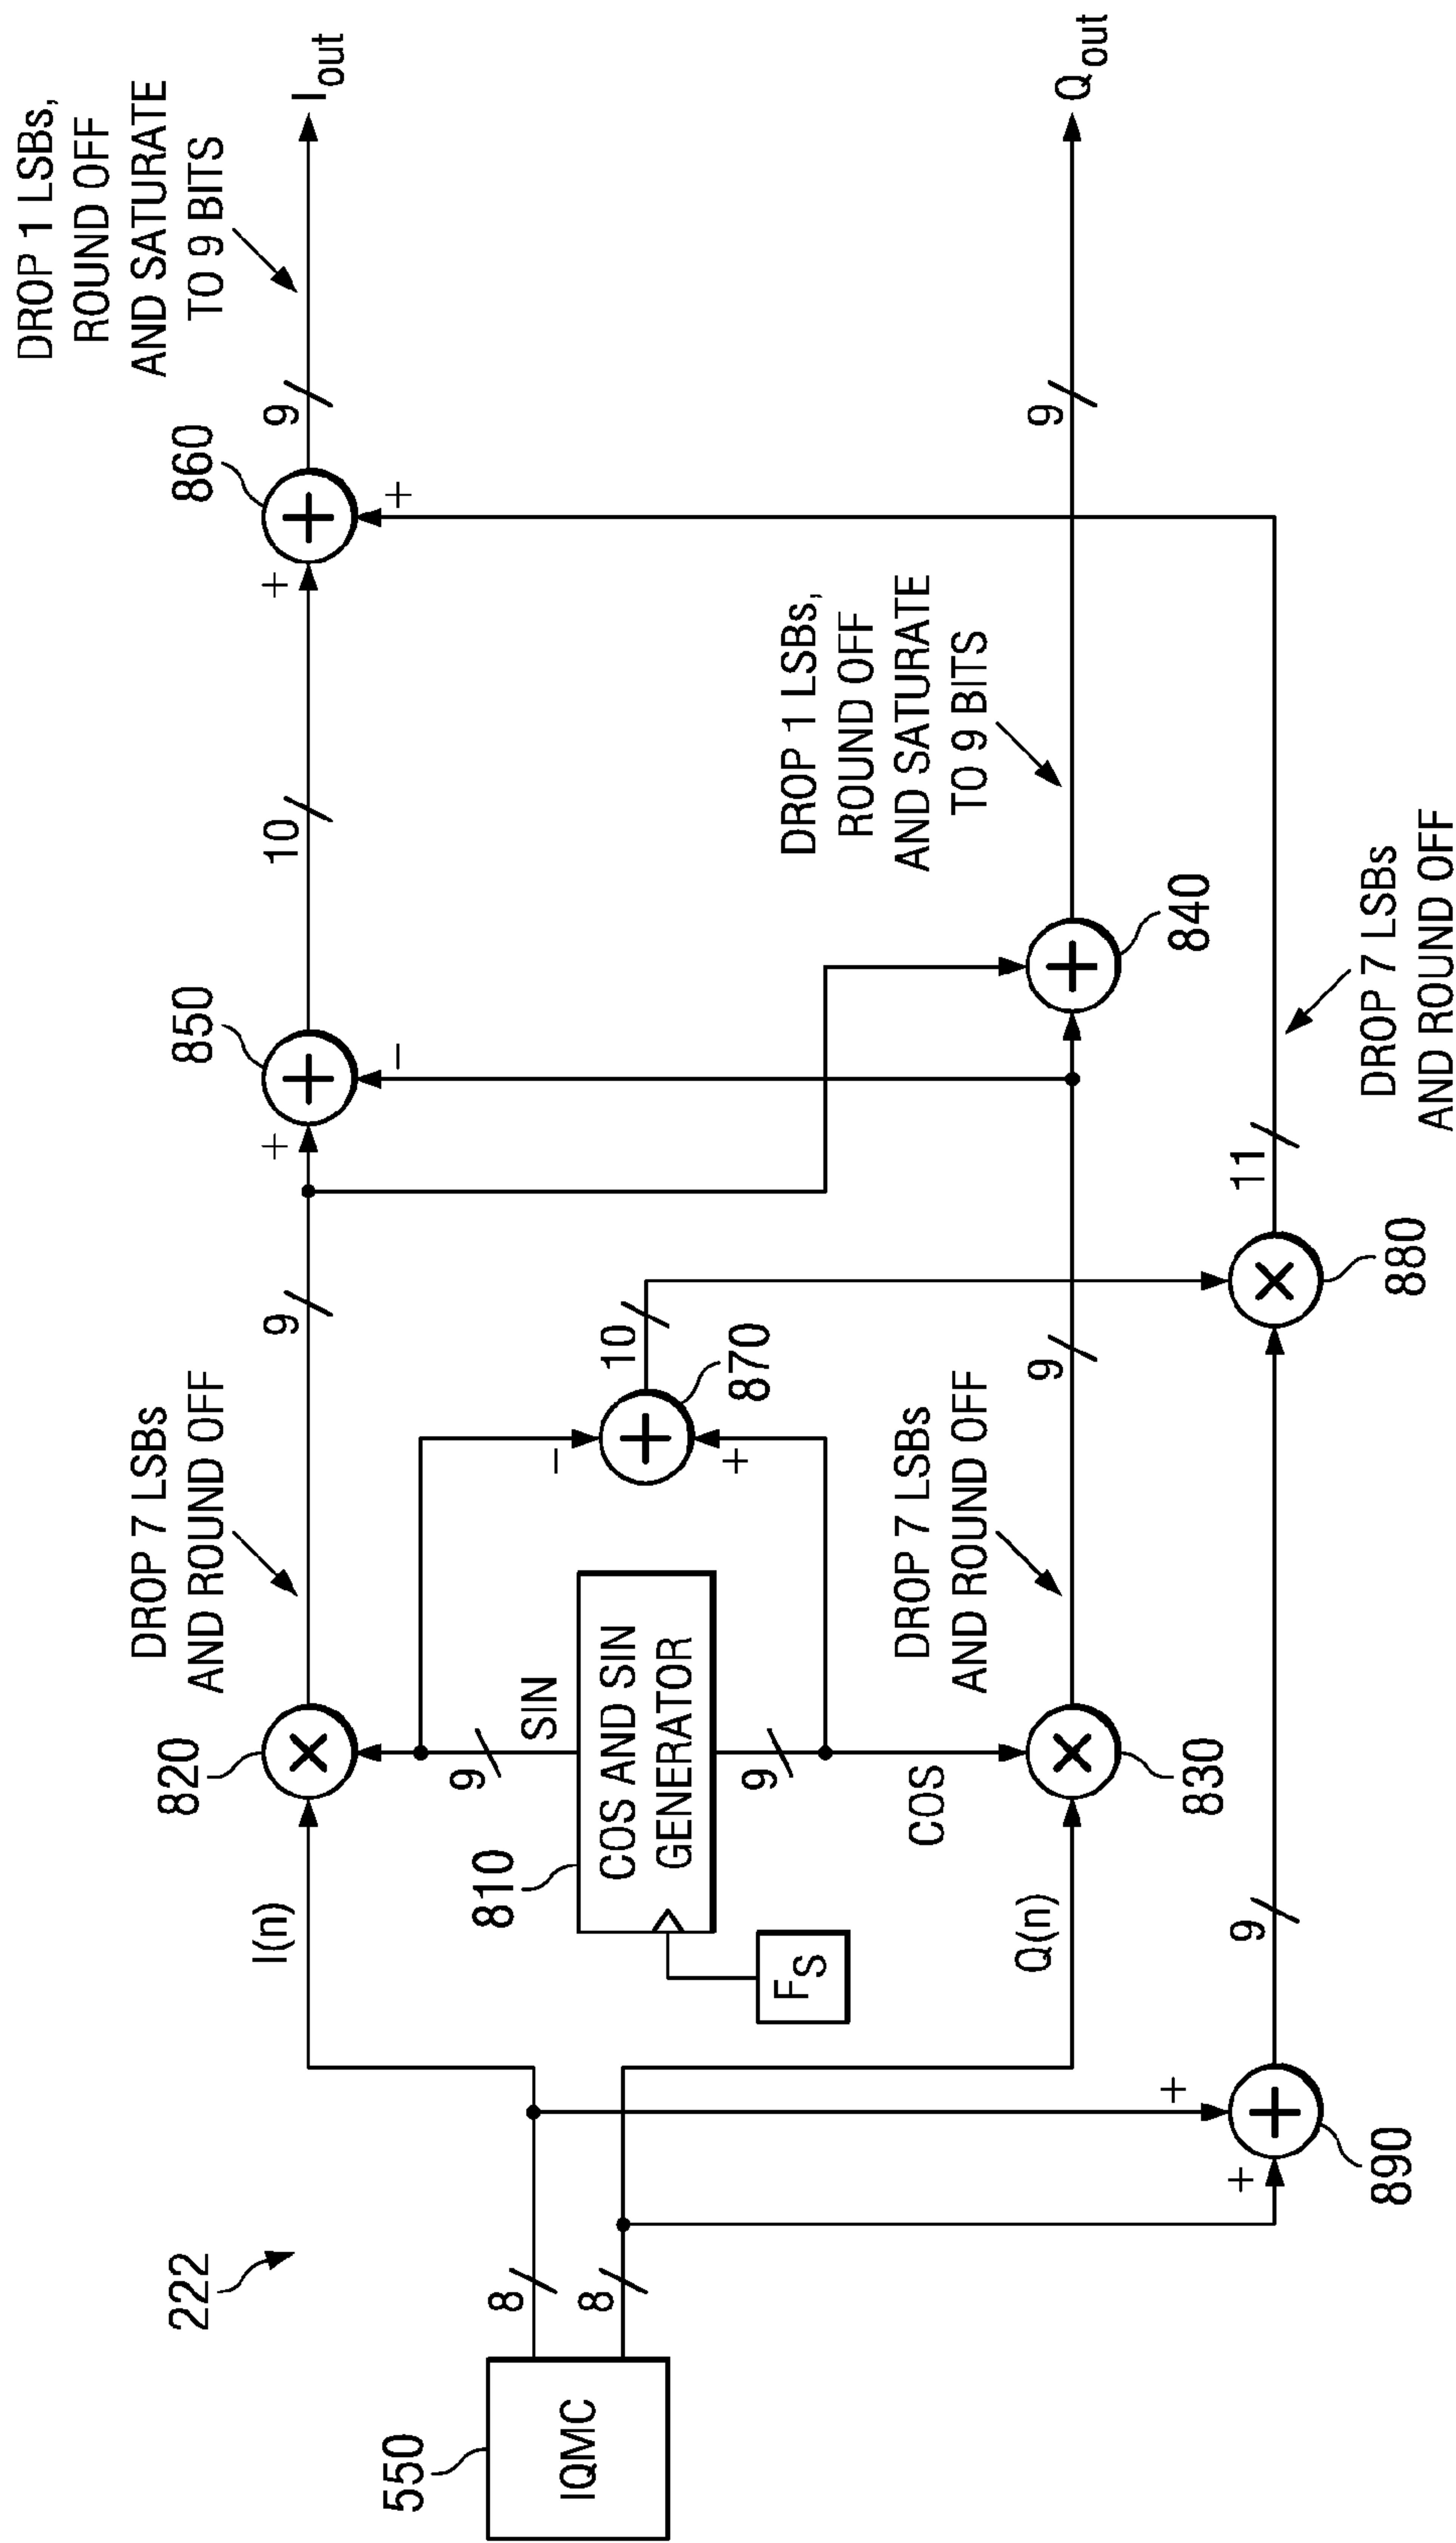 222
550
IQMC
8
8
I(n)
Q(n)
890
+
+
9
F_S
810
COS AND SIN
GENERATOR
SIN
9
9
COS
820
830
DROP 7 LSBs
AND ROUND OFF
DROP 7 LSBs
AND ROUND OFF
870
−
+
10
9
9
880
11
DROP 7 LSBs
AND ROUND OFF
850
+
−
840
10
DROP 1 LSBs,
ROUND OFF
AND SATURATE
TO 9 BITS
860
+
+
9
9
DROP 1 LSBs,
ROUND OFF
AND SATURATE
TO 9 BITS
I_out
Q_out